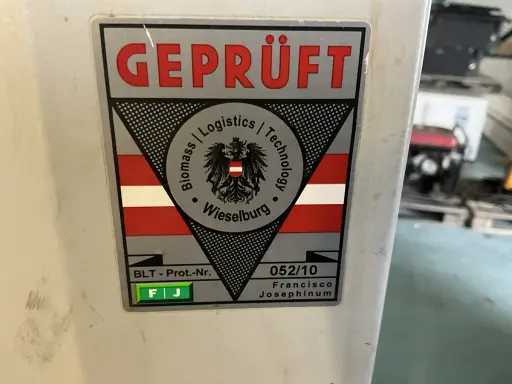 GEPRÜFT
Biomass | Logistics | Technology
• Wieselburg •
BLT - Prot.-Nr. 052/10
F | J Francisco
Josephinum